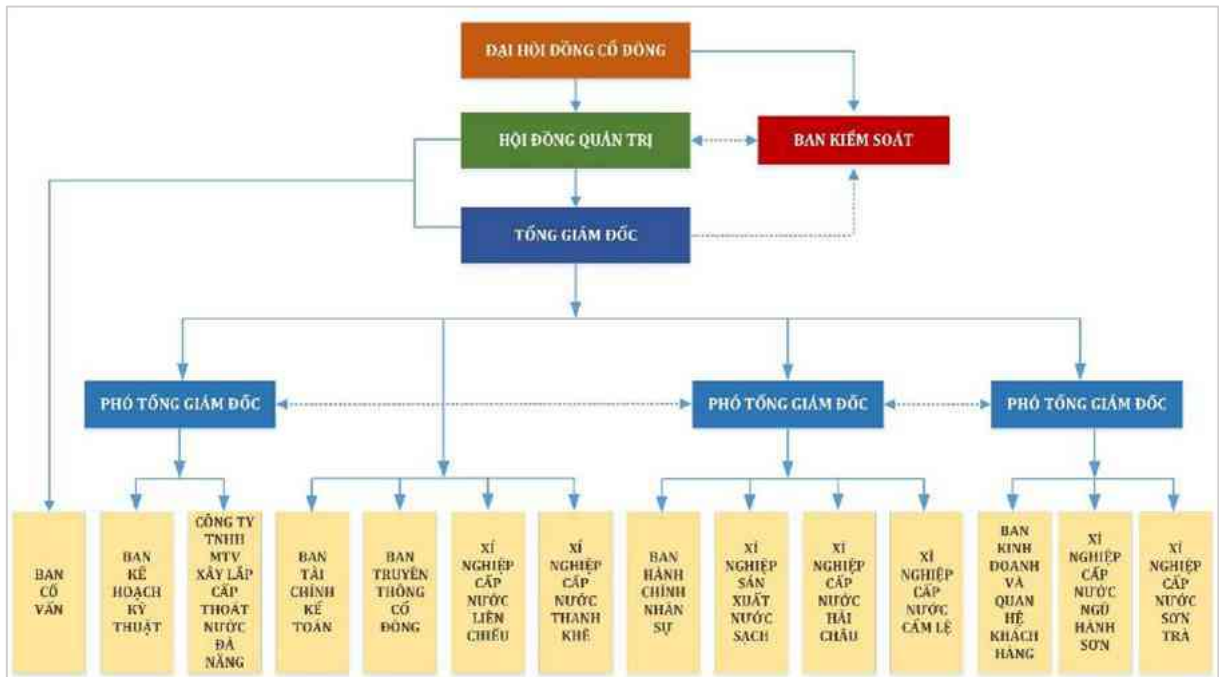 ĐẠI HỘI ĐỒNG CỔ ĐÔNG
HỘI ĐỒNG QUẢN TRỊ
BAN KIỂM SOÁT
TỔNG GIÁM ĐỐC
PHÓ TỔNG GIÁM ĐỐC
PHÓ TỔNG GIÁM ĐỐC
PHÓ TỔNG GIÁM ĐỐC
BAN
CỐ
VẤN
BAN
KẾ
HOẠCH
KỸ
THUẬT
CÔNG TY
TNHH
MTV
XÂY LẮP
CẤP
THOÁT
NƯỚC
ĐÀ
NẴNG
BAN
TÀI
CHÍNH
KẾ
TOÁN
BAN
TRUYỀN
THÔNG
CỔ
ĐÔNG
XÍ
NGHIỆP
CẤP
NƯỚC
LIÊN
CHIỂU
XÍ
NGHIỆP
CẤP
NƯỚC
THANH
KHÊ
BAN
HÀNH
CHÍNH
NHÂN
SỰ
XÍ
NGHIỆP
SẢN
XUẤT
NƯỚC
SẠCH
XÍ
NGHIỆP
CẤP
NƯỚC
HẢI
CHÂU
XÍ
NGHIỆP
CẤP
NƯỚC
CẨM LỆ
BAN
KINH
DOANH
VÀ
QUAN
HỆ
KHÁCH
HÀNG
XÍ
NGHIỆP
CẤP
NƯỚC
NGŨ
HÀNH
SƠN
XÍ
NGHIỆP
CẤP
NƯỚC
SƠN
TRÀ